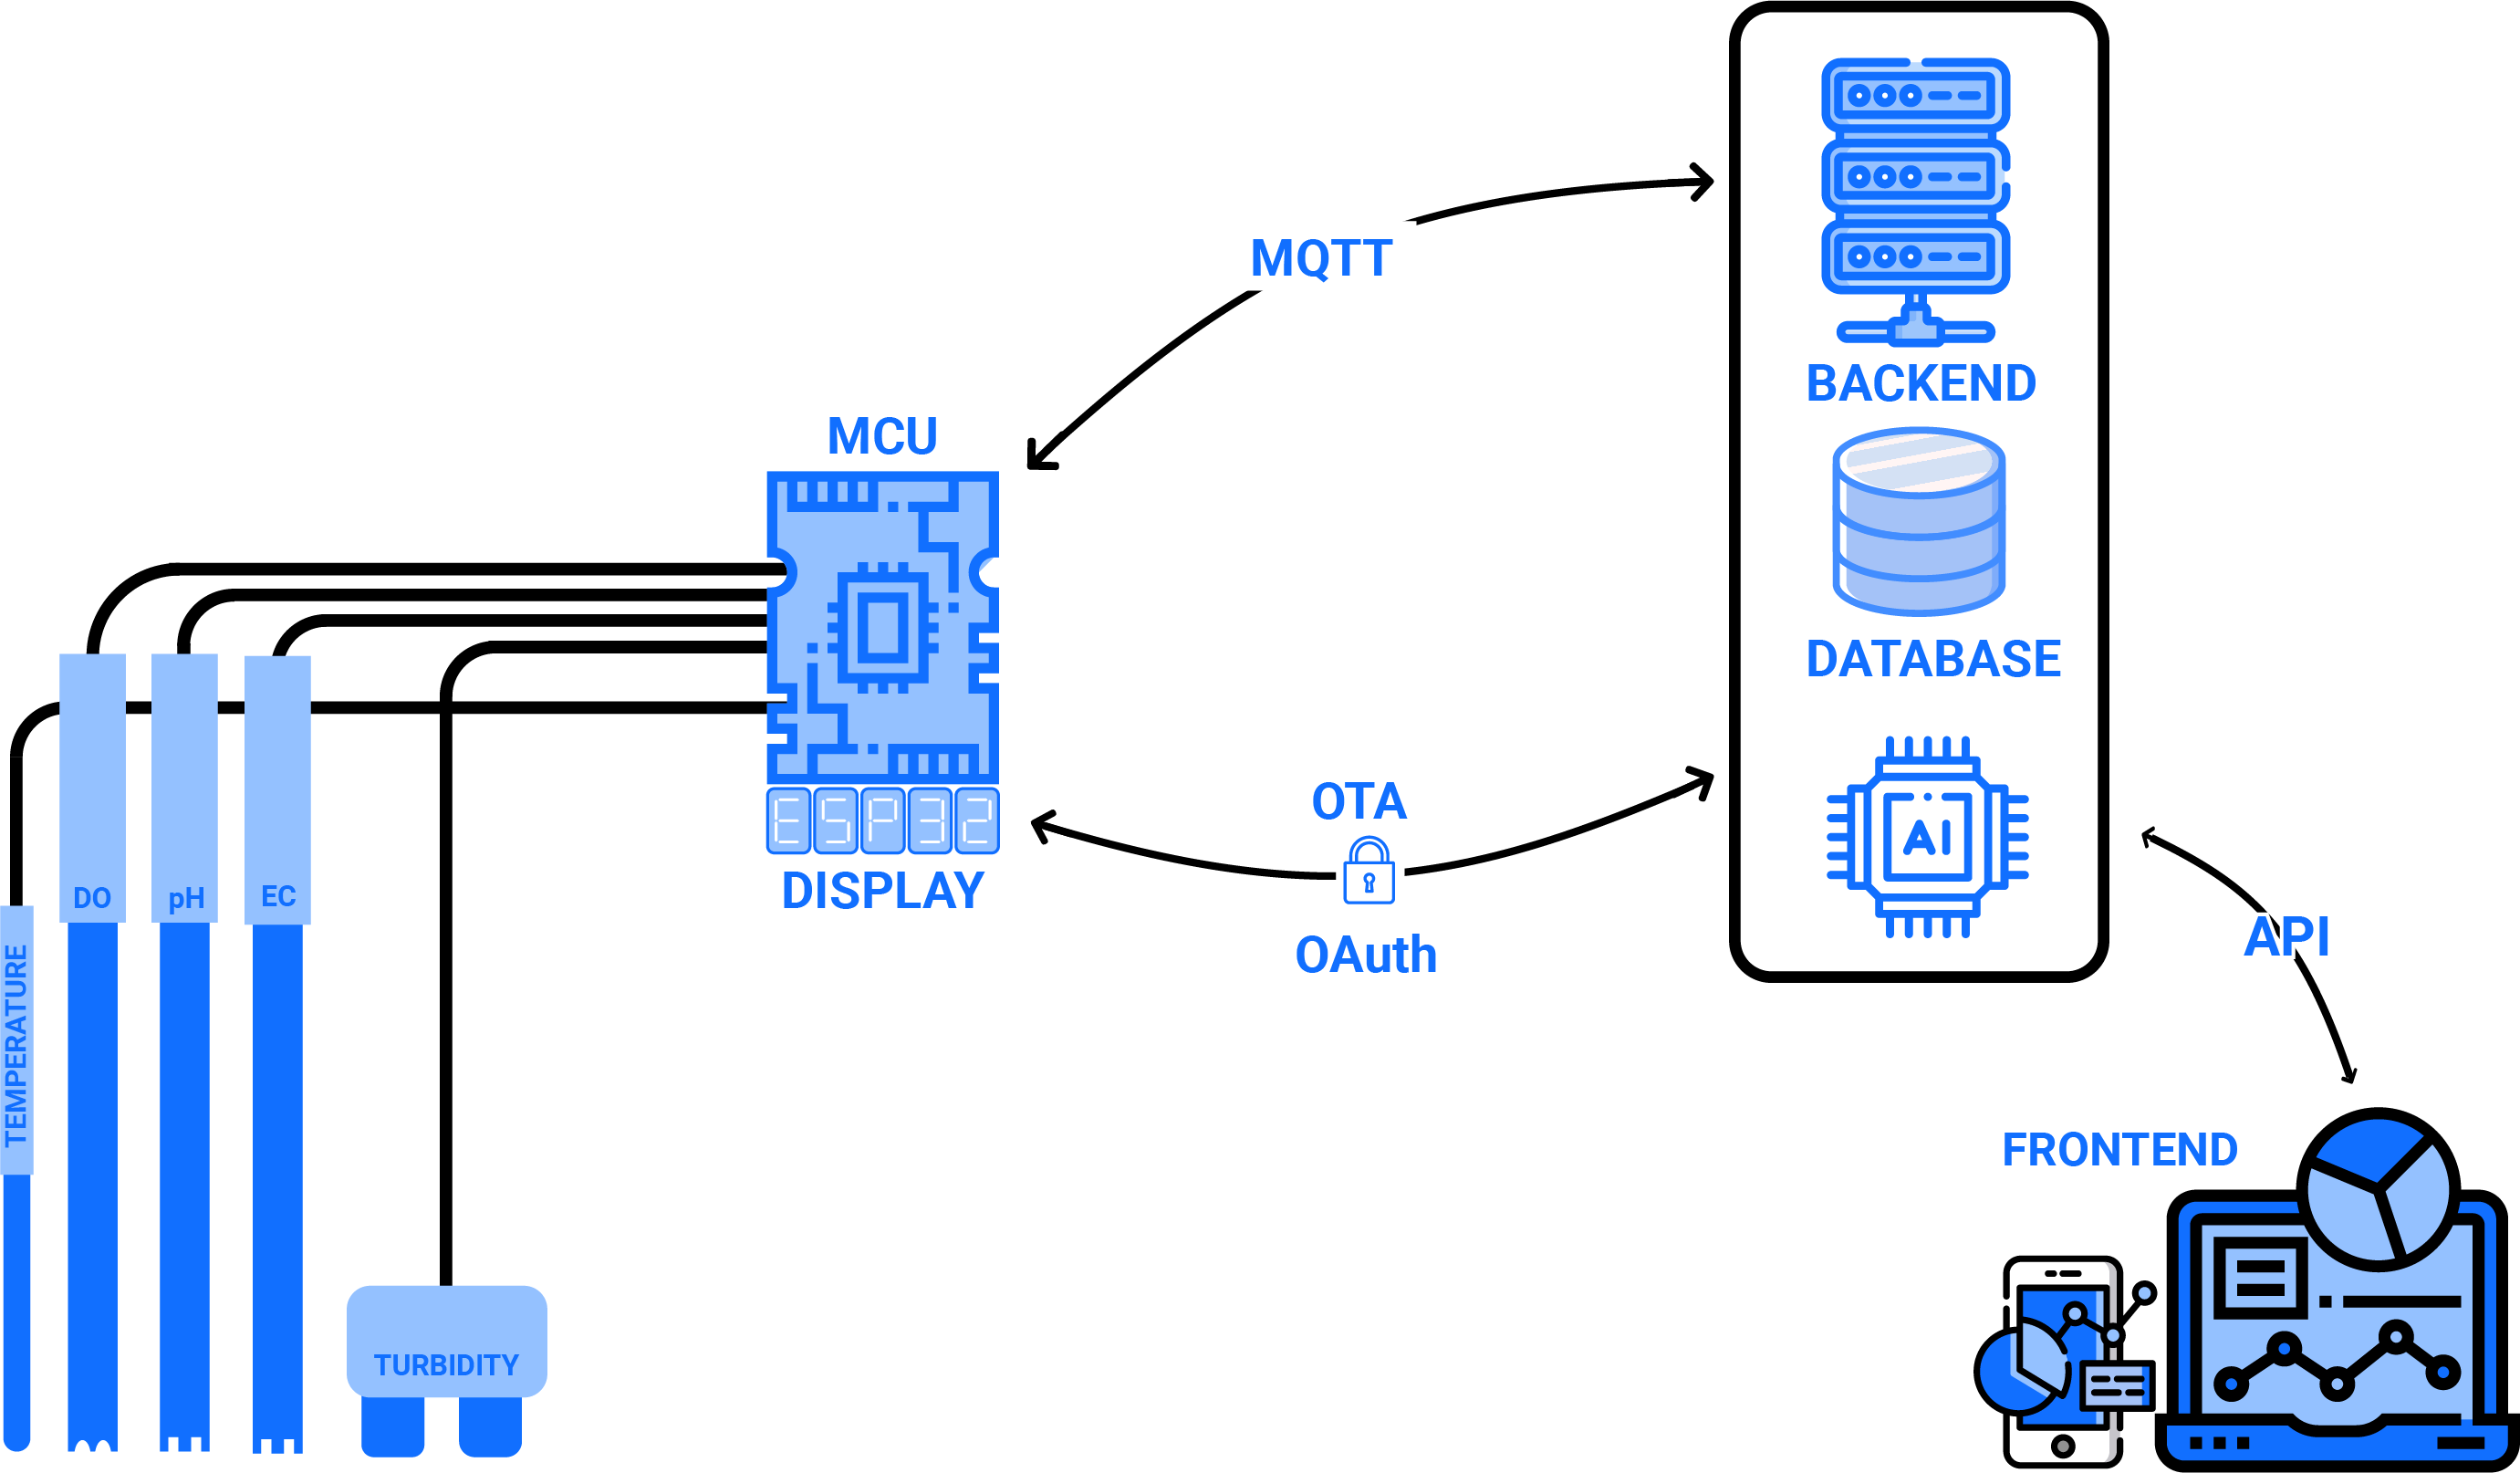 MQTT
BACKEND
MCU
DATABASE
ESP32
DISPLAY
OTA
OAuth
AI
API
DO
pH
EC
TEMPERATURE
TURBIDITY
FRONTEND